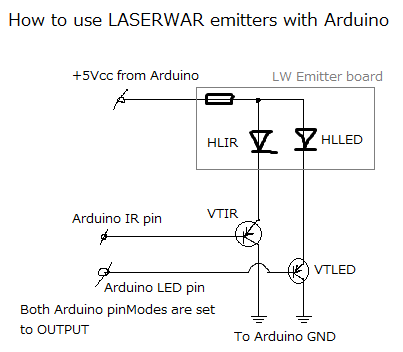 How to use LASERWAR emitters with Arduino
+5Vcc from Arduino
LW Emitter board
HLIR
HLLED
Arduino IR pin
VTIR
VTLED
Arduino LED pin
Both Arduino pinModes are set
to OUTPUT
To Arduino GND